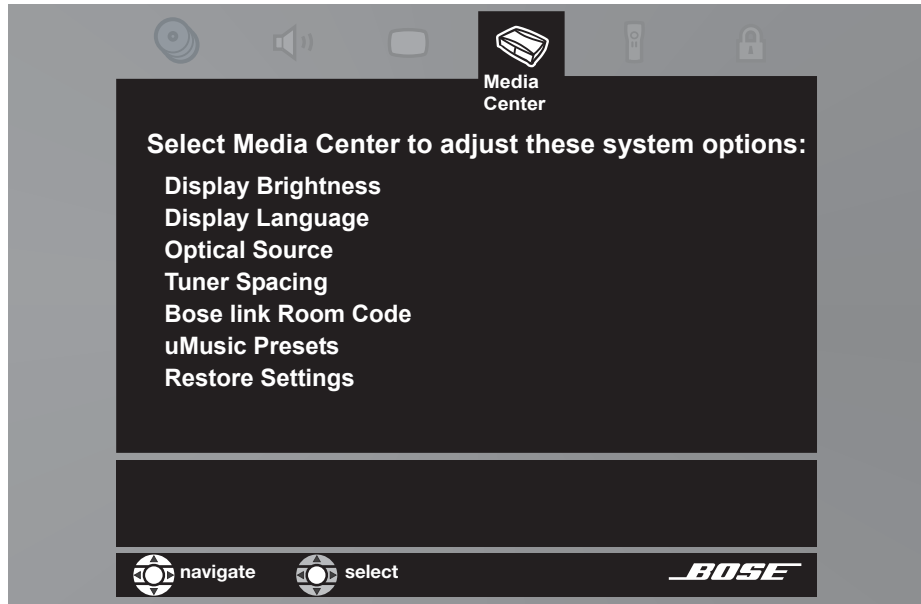 Media
Center
Select Media Center to adjust these system options:
Display Brightness
Display Language
Optical Source
Tuner Spacing
Bose link Room Code
uMusic Presets
Restore Settings
navigate select BOSE